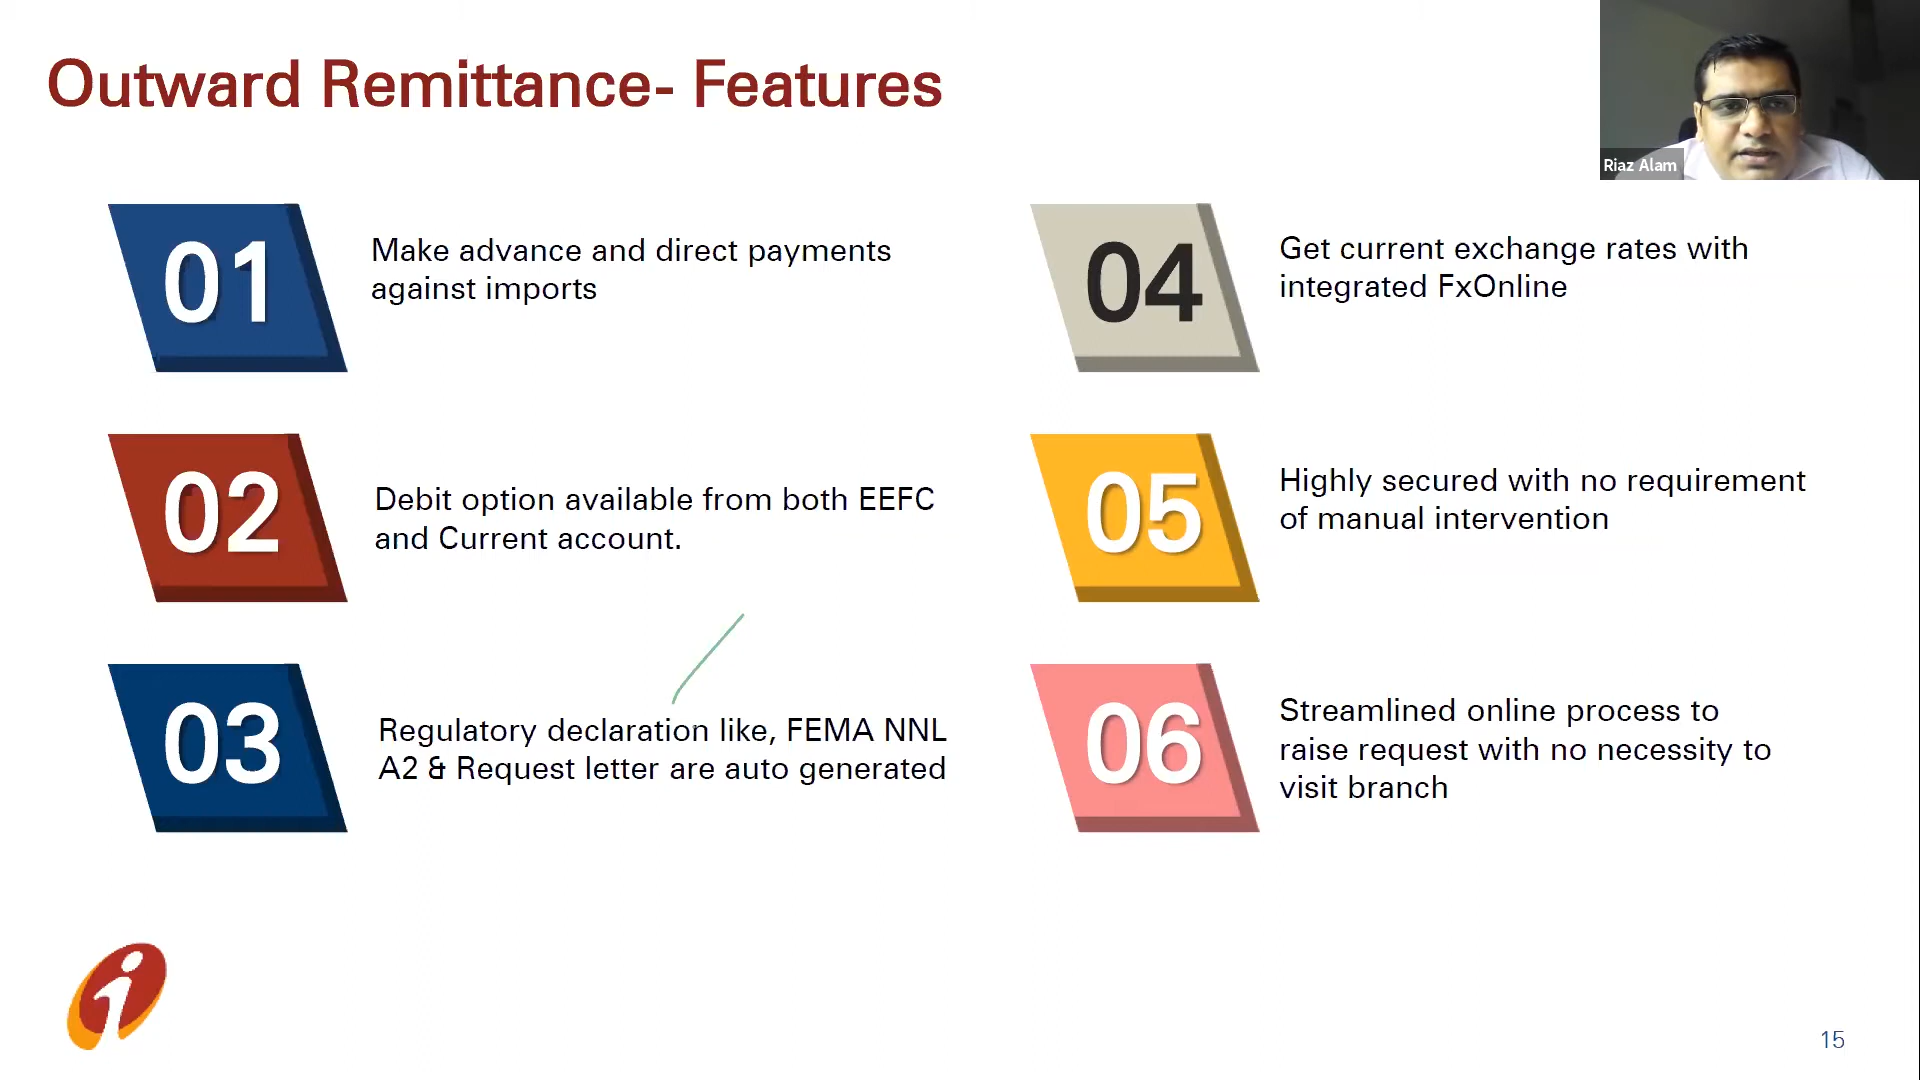 Outward Remittance- Features
Riaz Alam
01
Make advance and direct payments
against imports
02
Debit option available from both EEFC
and Current account.
03
Regulatory declaration like, FEMA NNL
A2 & Request letter are auto generated
04
Get current exchange rates with
integrated FxOnline
05
Highly secured with no requirement
of manual intervention
06
Streamlined online process to
raise request with no necessity to
visit branch
i
15